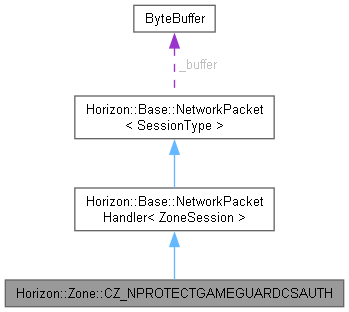 ByteBuffer
_buffer
Horizon::Base::NetworkPacket
< SessionType >
Horizon::Base::NetworkPacket
Handler< ZoneSession >
Horizon::Zone::CZ_NPROTECTGAMEGUARDCSAUTH